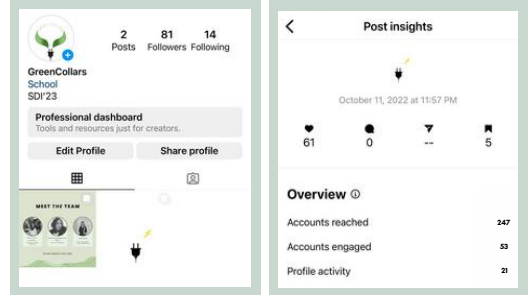 2 81 14
Posts Followers Following
GreenCollars
School
SDI'23
Professional dashboard
Tools and resources just for creators.
Edit Profile Share profile
MEET THE TEAM
Post insights
October 11, 2022 at 11:57 PM
61 0 -- 5
Overview
Accounts reached 247
Accounts engaged 53
Profile activity 21